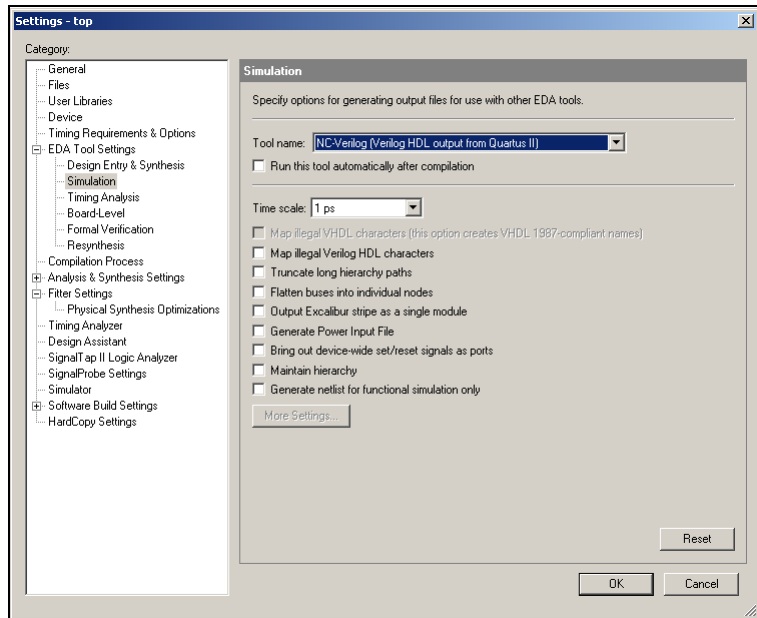 Settings - top
Category:
General
Files
User Libraries
Device
Timing Requirements & Options
EDA Tool Settings
Design Entry & Synthesis
Simulation
Timing Analysis
Board-Level
Formal Verification
Resynthesis
Compilation Process
Analysis & Synthesis Settings
Fitter Settings
Physical Synthesis Optimizations
Timing Analyzer
Design Assistant
SignalTap II Logic Analyzer
SignalProbe Settings
Simulator
Software Build Settings
HardCopy Settings
Simulation
Specify options for generating output files for use with other EDA tools.
Tool name: NC-Verilog (Verilog HDL output from Quartus II)
Run this tool automatically after compilation
Time scale: 1 ps
Map illegal VHDL characters (this option creates VHDL 1987-compliant names)
Map illegal Verilog HDL characters
Truncate long hierarchy paths
Flatten buses into individual nodes
Output Excalibur stripe as a single module
Generate Power Input File
Bring out device-wide set/reset signals as ports
Maintain hierarchy
Generate netlist for functional simulation only
More Settings...
Reset
OK
Cancel